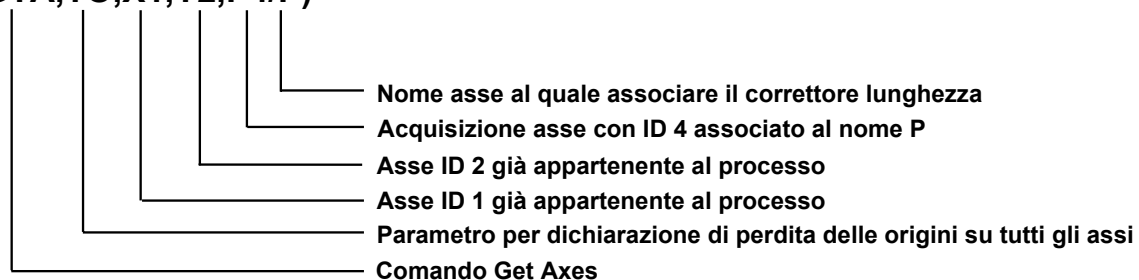 Nome asse al quale associare il correttore lunghezza
Acquisizione asse con ID 4 associato al nome P
Asse ID 2 già appartenente al processo
Asse ID 1 già appartenente al processo
Parametro per dichiarazione di perdita delle origini su tutti gli assi
Comando Get Axes